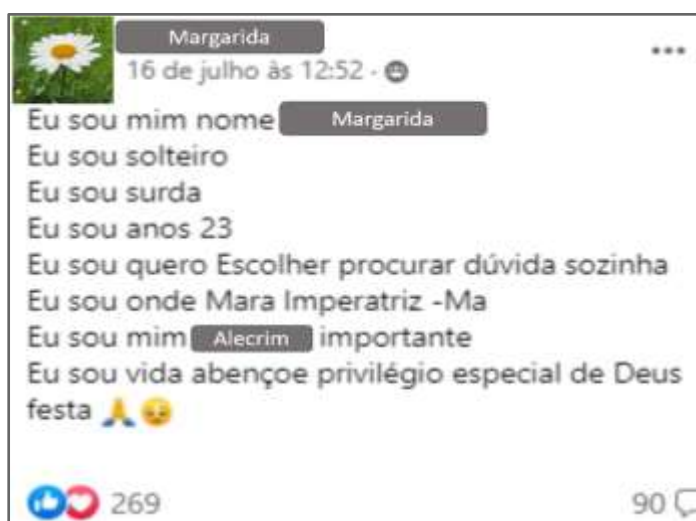 Margarida
16 de julho às 12:52 ·
Eu sou mim nome Margarida
Eu sou solteiro
Eu sou surda
Eu sou anos 23
Eu sou quero Escolher procurar dúvida sozinha
Eu sou onde Mara Imperatriz -Ma
Eu sou mim Alecrim importante
Eu sou vida abençoe privilégio especial de Deus
festa 🙏🥺
269 90